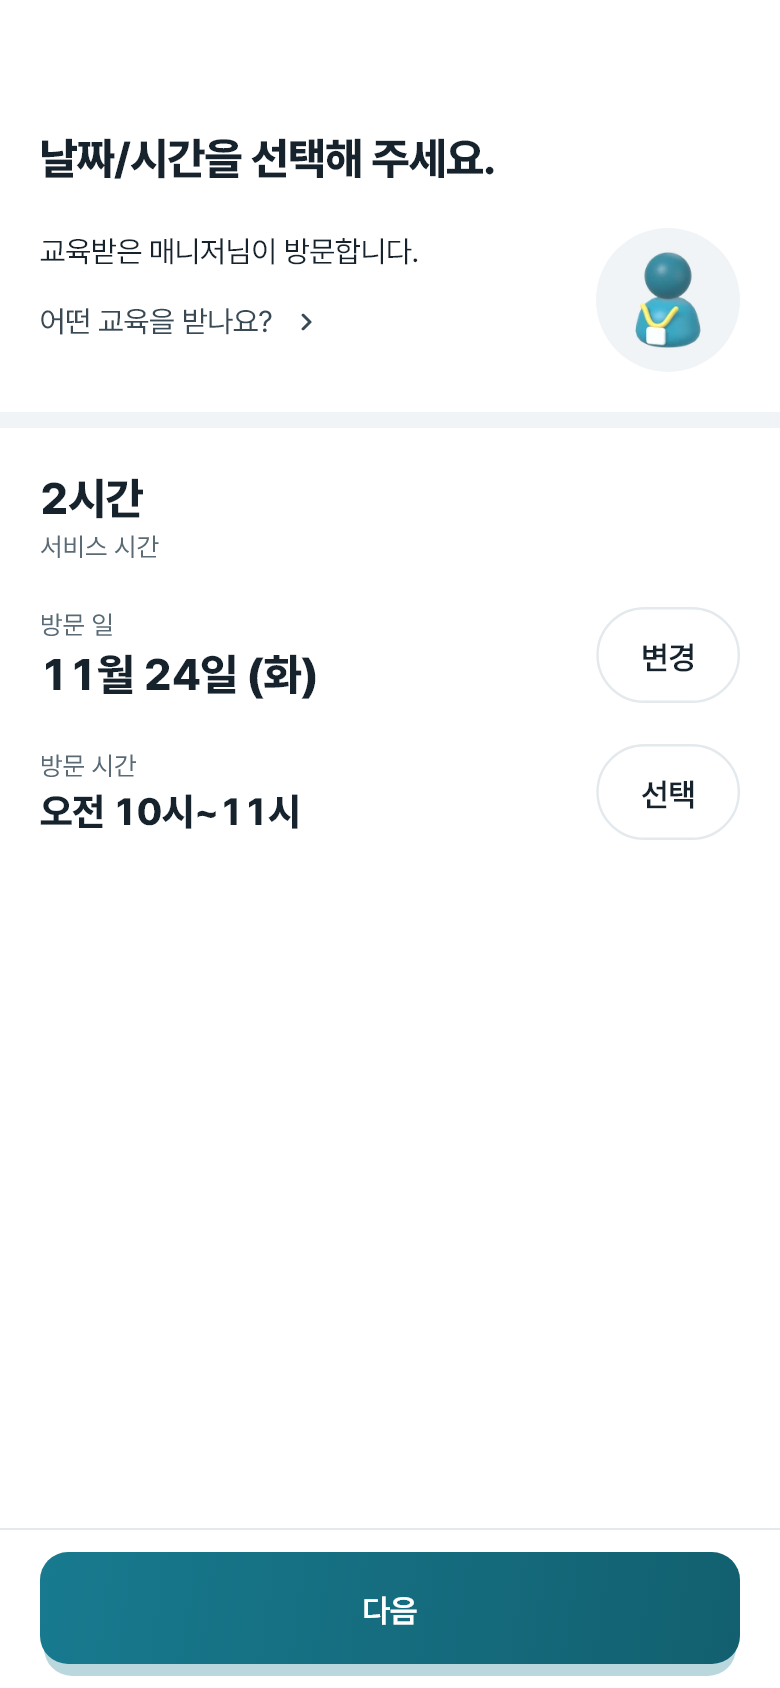 날짜/시간을 선택해 주세요.
교육받은 매니저님이 방문합니다.
어떤 교육을 받나요?
2시간
서비스 시간
방문 일
11월 24일 (화)
변경
방문 시간
오전 10시~11시
선택
다음